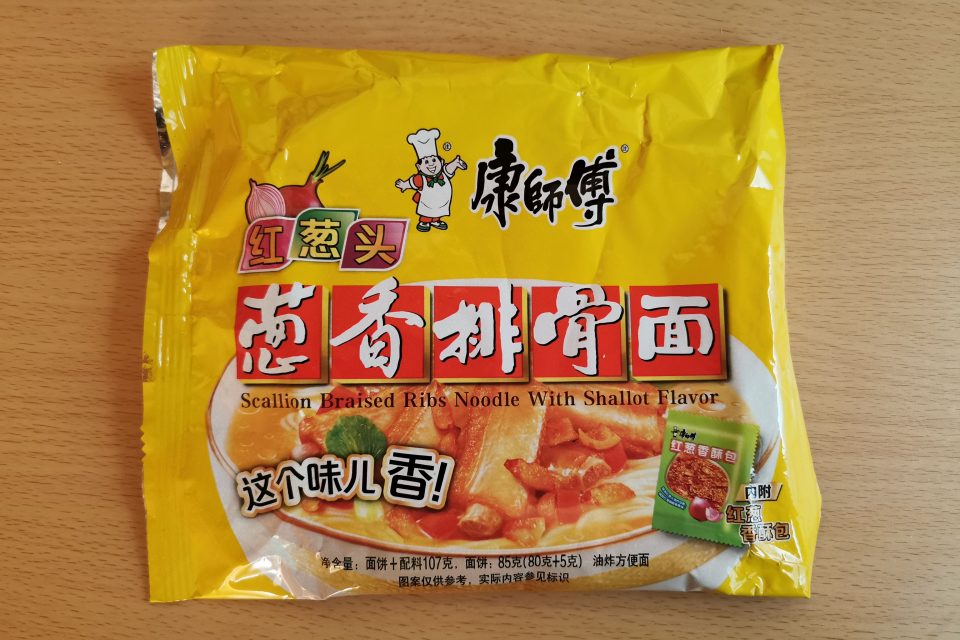 康師傅
红葱头
葱香排骨面
Scallion Braised Ribs Noodle With Shallot Flavor
这个味儿香!
康師傅
红葱香酥包
内附
红葱
香酥包
净含量: 面饼+配料107克, 面饼: 85克(80克+5克) 油炸方便面
图案仅供参考, 实际内容参见标识